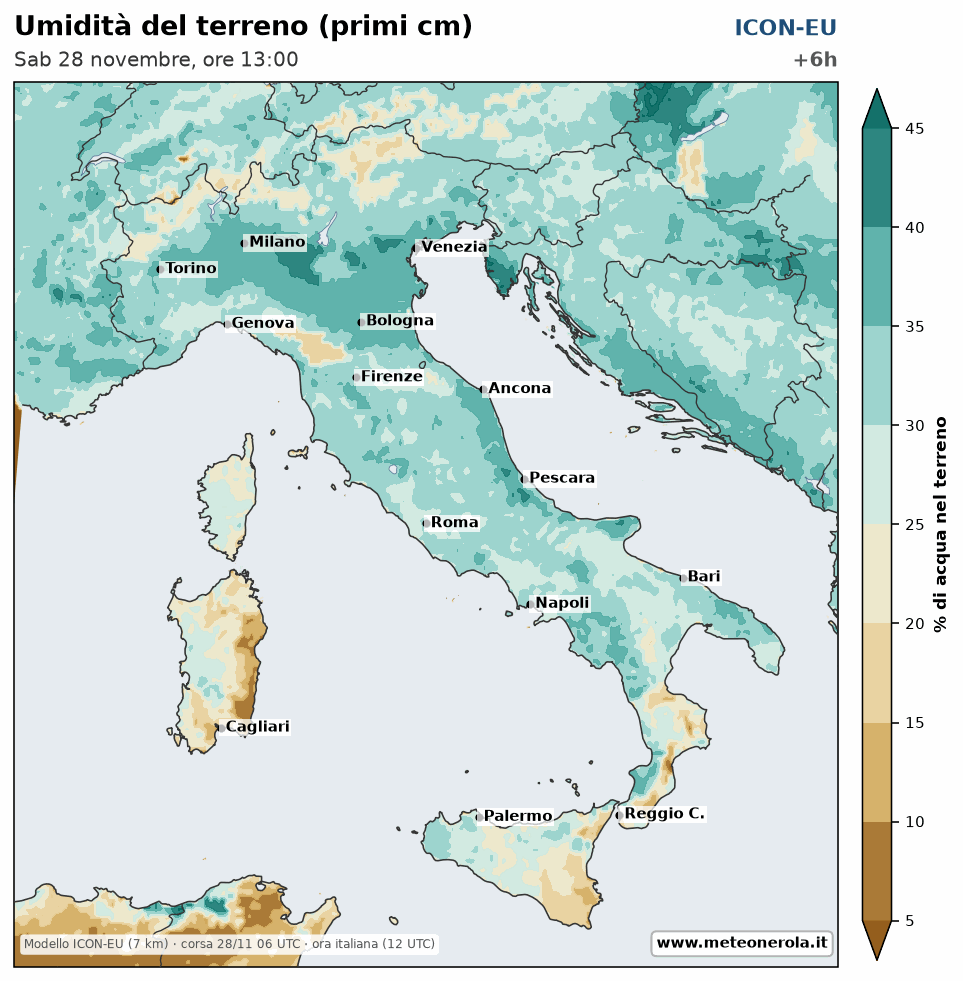 Umidità del terreno (primi cm)
ICON-EU
Sab 28 novembre, ore 13:00
+6h
45
40
35
30
25
20
15
10
5
% di acqua nel terreno
Milano
Venezia
Torino
Genova
Bologna
Firenze
Ancona
Pescara
Roma
Bari
Napoli
Cagliari
Palermo
Reggio C.
Modello ICON-EU (7 km) · corsa 28/11 06 UTC · ora italiana (12 UTC)
www.meteonerola.it